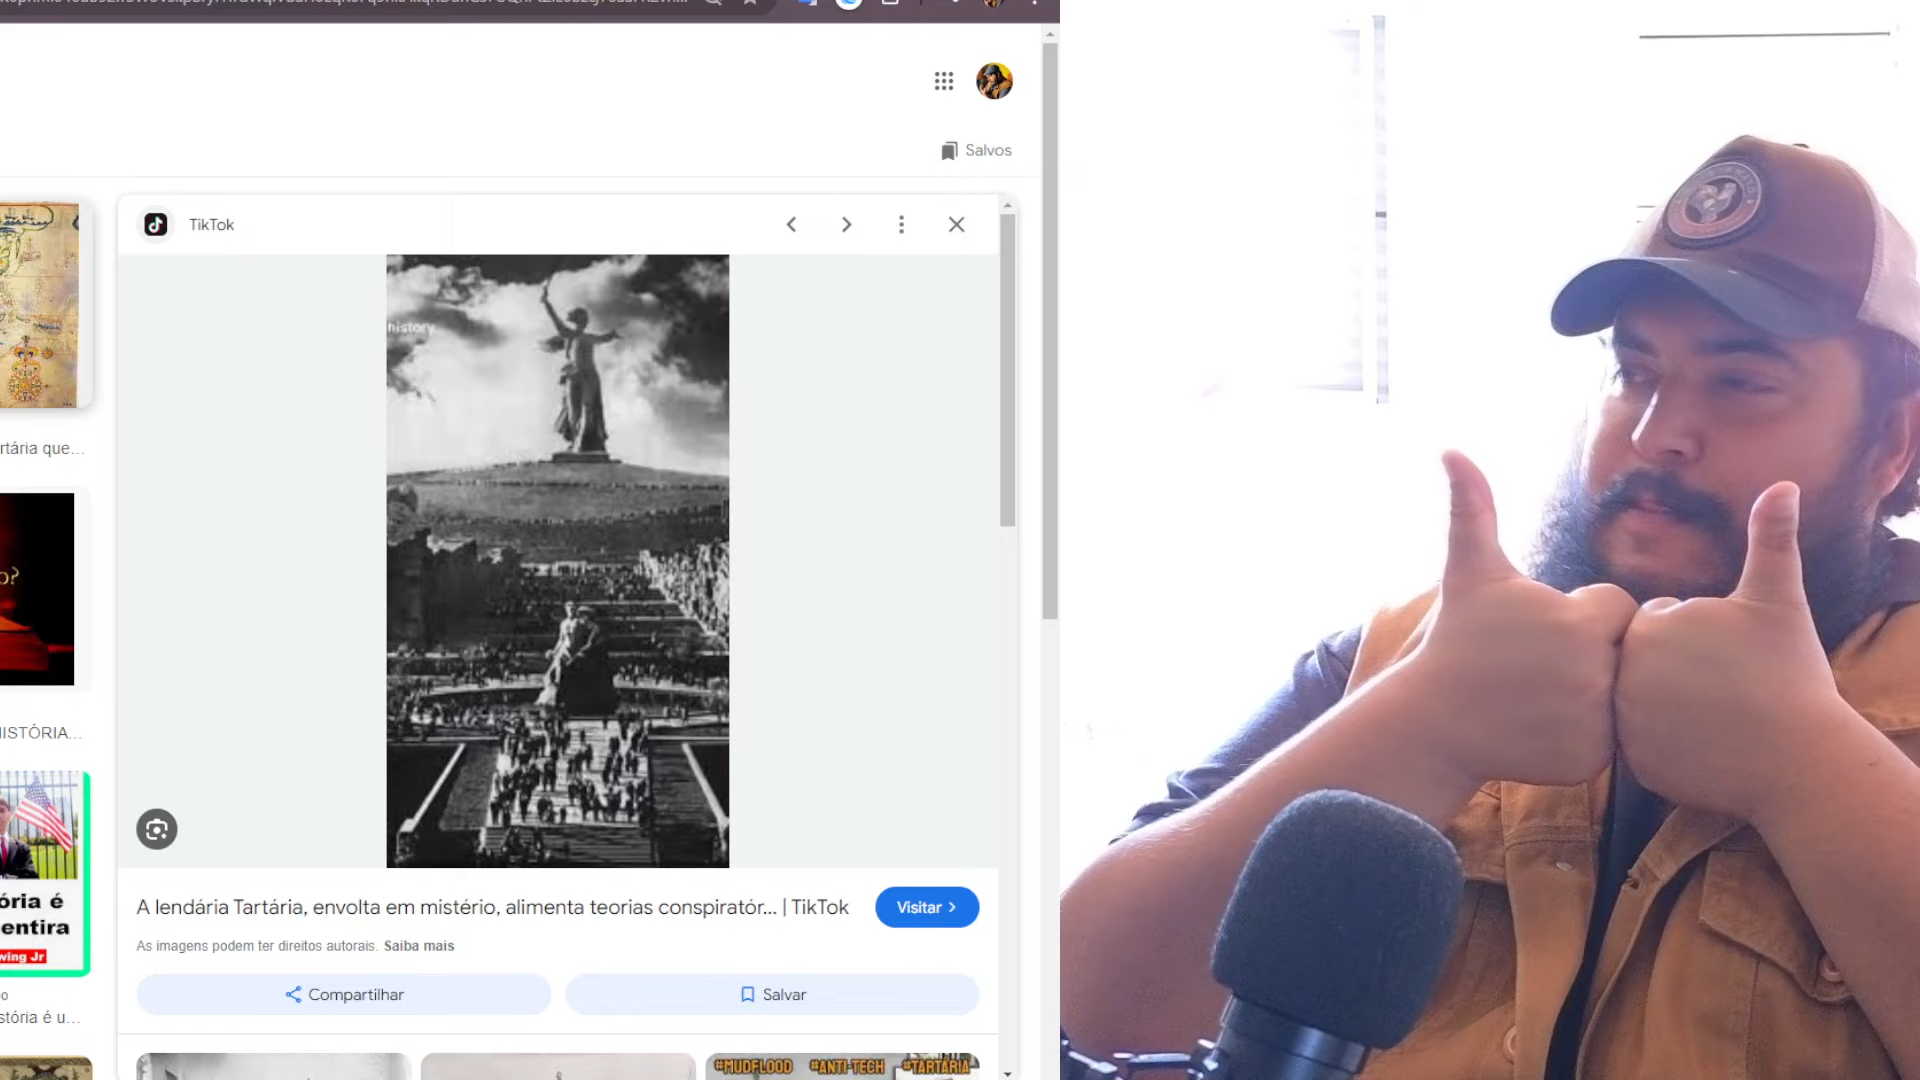 Salvos
TikTok
history
rtária que...
o?
HISTÓRIA...
ória é
entira
wing Jr
o
stória é u...
A lendária Tartária, envolta em mistério, alimenta teorias conspiratór... | TikTok
Visitar
As imagens podem ter direitos autorais. Saiba mais
Compartilhar
Salvar
#MUDFLOOD #ANTI-TECH #TARTARIA